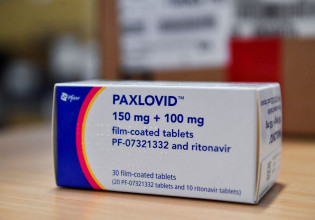 Pfizer
PAXLOVID™
150 mg + 100 mg
film-coated tablets
PF-07321332 and ritonavir
30 film-coated tablets
(20 PF-07321332 tablets and 10 ritonavir tablets)